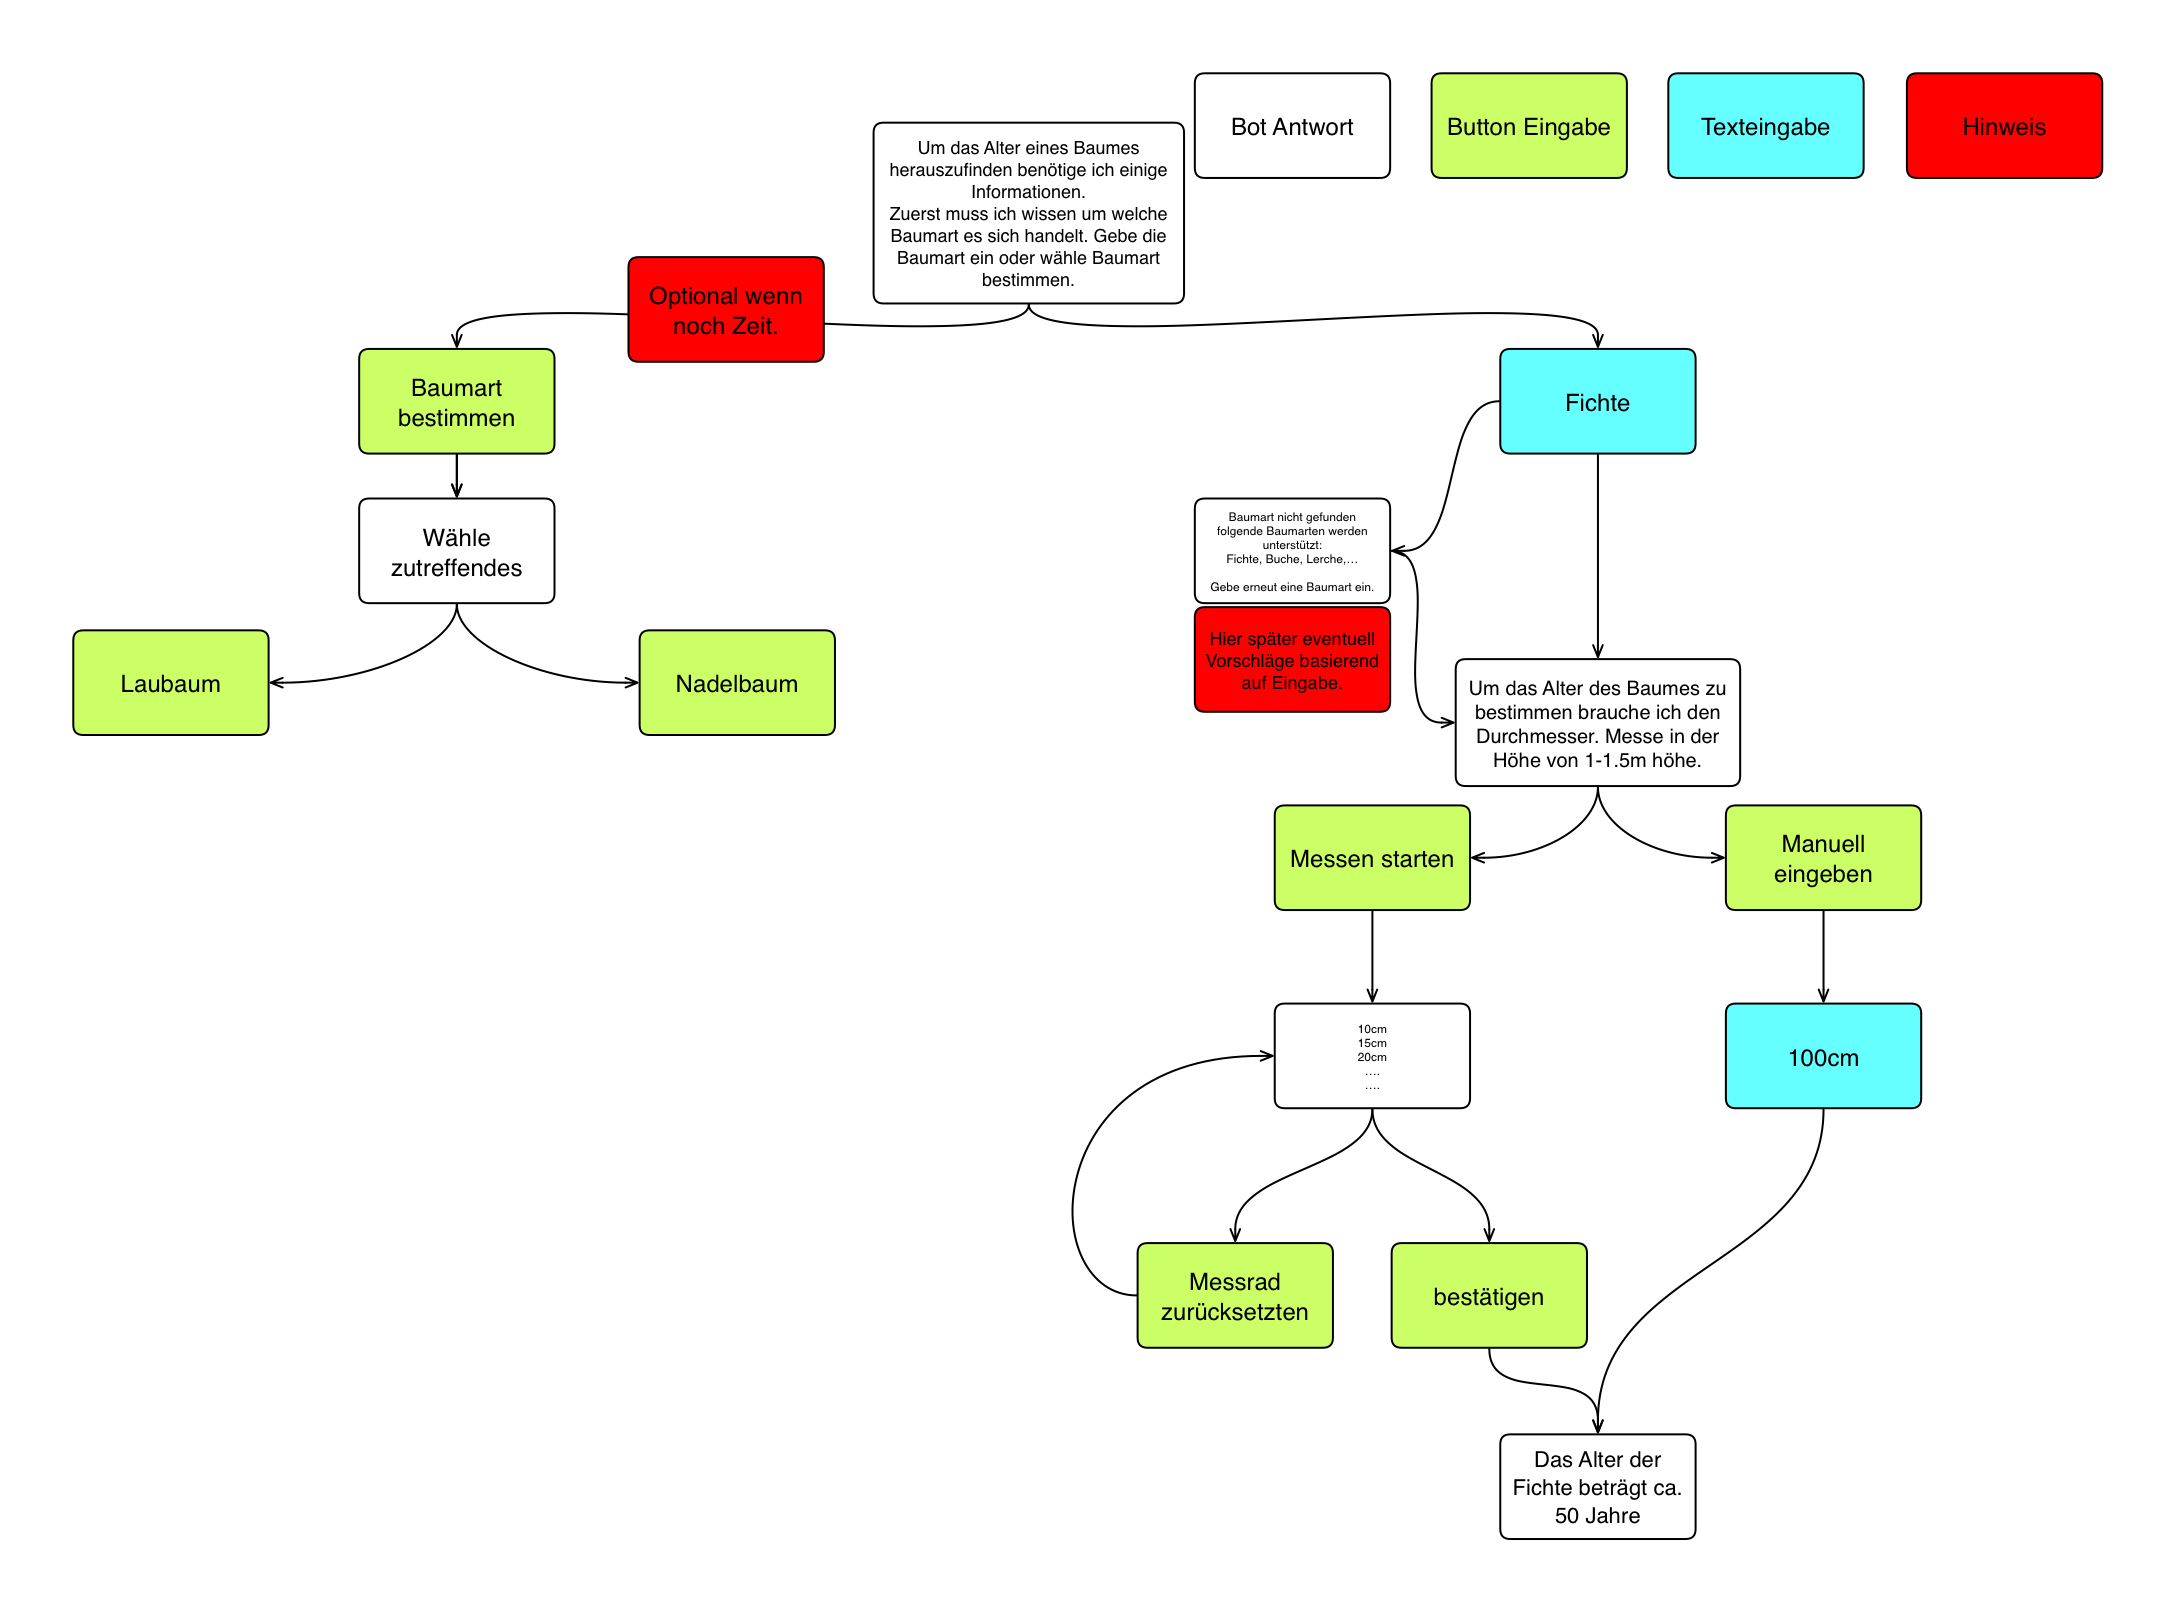 Bot Antwort
Button Eingabe
Texteingabe
Hinweis
Um das Alter eines Baumes
herauszufinden benötige ich einige
Informationen.
Zuerst muss ich wissen um welche
Baumart es sich handelt. Gebe die
Baumart ein oder wähle Baumart
bestimmen.
Optional wenn
noch Zeit.
Baumart
bestimmen
Fichte
Wähle
zutreffendes
Baumart nicht gefunden
folgende Baumarten werden
unterstützt:
Fichte, Buche, Lerche,…
Gebe erneut eine Baumart ein.
Laubaum
Nadelbaum
Hier später eventuell
Vorschläge basierend
auf Eingabe.
Um das Alter des Baumes zu
bestimmen brauche ich den
Durchmesser. Messe in der
Höhe von 1-1.5m höhe.
Messen starten
Manuell
eingeben
10cm
15cm
20cm
….
….
100cm
Messrad
zurücksetzten
bestätigen
Das Alter der
Fichte beträgt ca.
50 Jahre